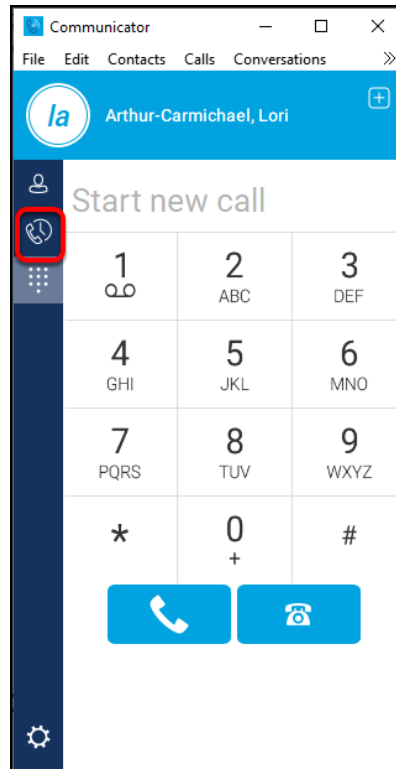 Communicator
File Edit Contacts Calls Conversations »
la Arthur-Carmichael, Lori
Start new call
1 2 3
ABC DEF
4 5 6
GHI JKL MNO
7 8 9
PQRS TUV WXYZ
* 0 #
+